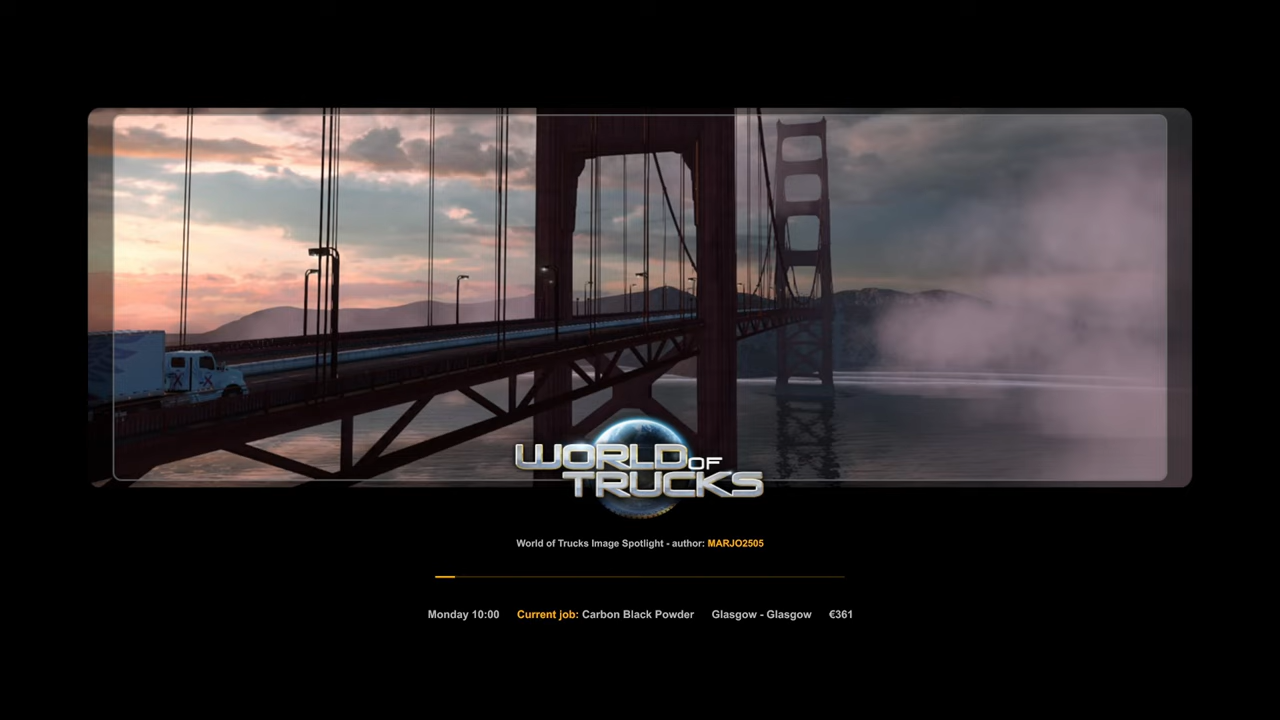 WORLD OF
TRUCKS
World of Trucks Image Spotlight - author: MARJO2505
Monday 10:00 Current job: Carbon Black Powder Glasgow - Glasgow €361